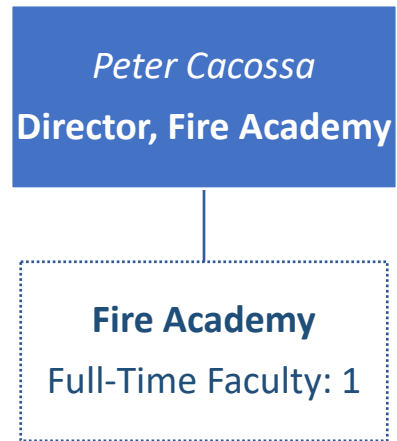 Peter Cacossa
Director, Fire Academy
Fire Academy
Full-Time Faculty: 1